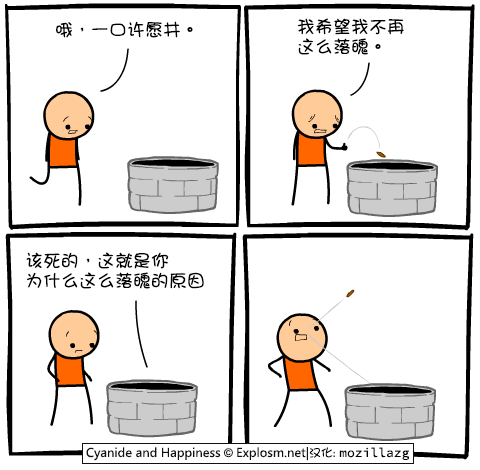 哦，一口许愿井。
我希望我不再
这么落魄。
该死的，这就是你
为什么这么落魄的原因
Cyanide and Happiness © Explosm.net|汉化: mozillazg